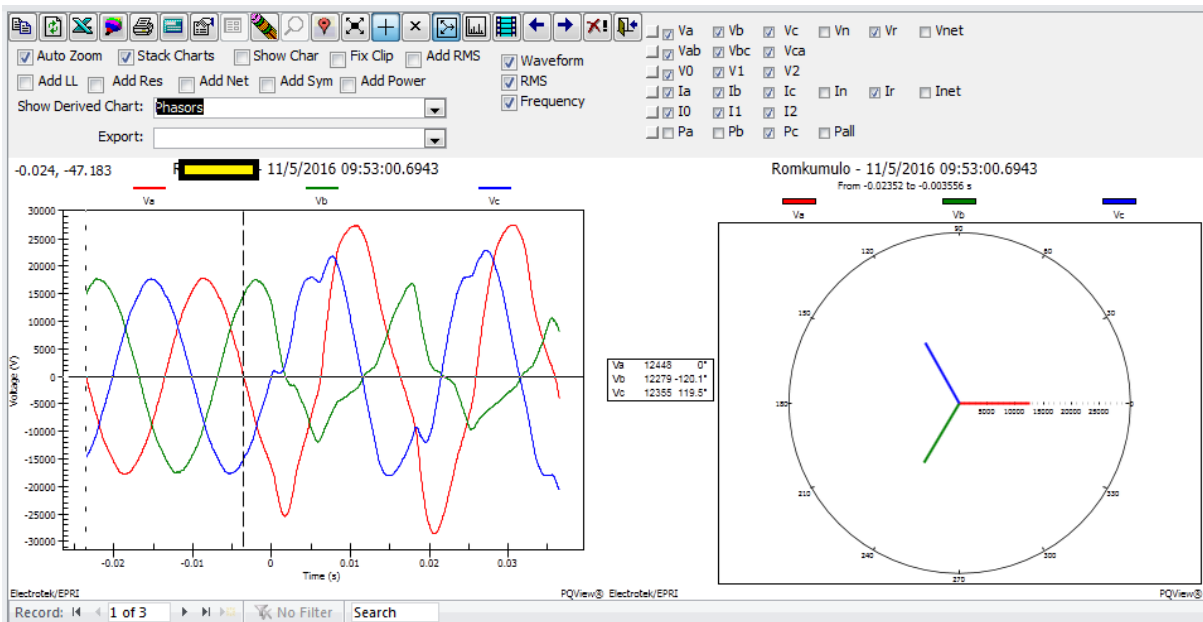 Va Vb Vc Vn Vr Vnet
Auto Zoom Stack Charts Show Char Fix Clip Add RMS Waveform
Vab Vbc Vca
V0 V1 V2
Add LL Add Res Add Net Add Sym Add Power RMS
Ia Ib Ic In Ir Inet
Show Derived Chart: Phasors Frequency
I0 I1 I2
Pa Pb Pc Pall
Export:
-0.024, -47.183 R - 11/5/2016 09:53:00.6943
Romkumulo - 11/5/2016 09:53:00.6943
From -0.02352 to -0.003556 s
Va Vb Vc
Va Vb Vc
30000
25000
20000
15000
10000
5000
0
-5000
-10000
-15000
-20000
-25000
-30000
Voltage (V)
-0.02 -0.01 0 0.01 0.02 0.03
Time (s)
Va 12448 0°
Vb 12279 -120.1°
Vc 12355 119.5°
90
120 60
150 30
180 5000 10000 15000 20000 25000 0
210 330
240 300
270
Electrotek/EPRI PQView® Electrotek/EPRI PQView®
Record: 1 of 3 No Filter Search